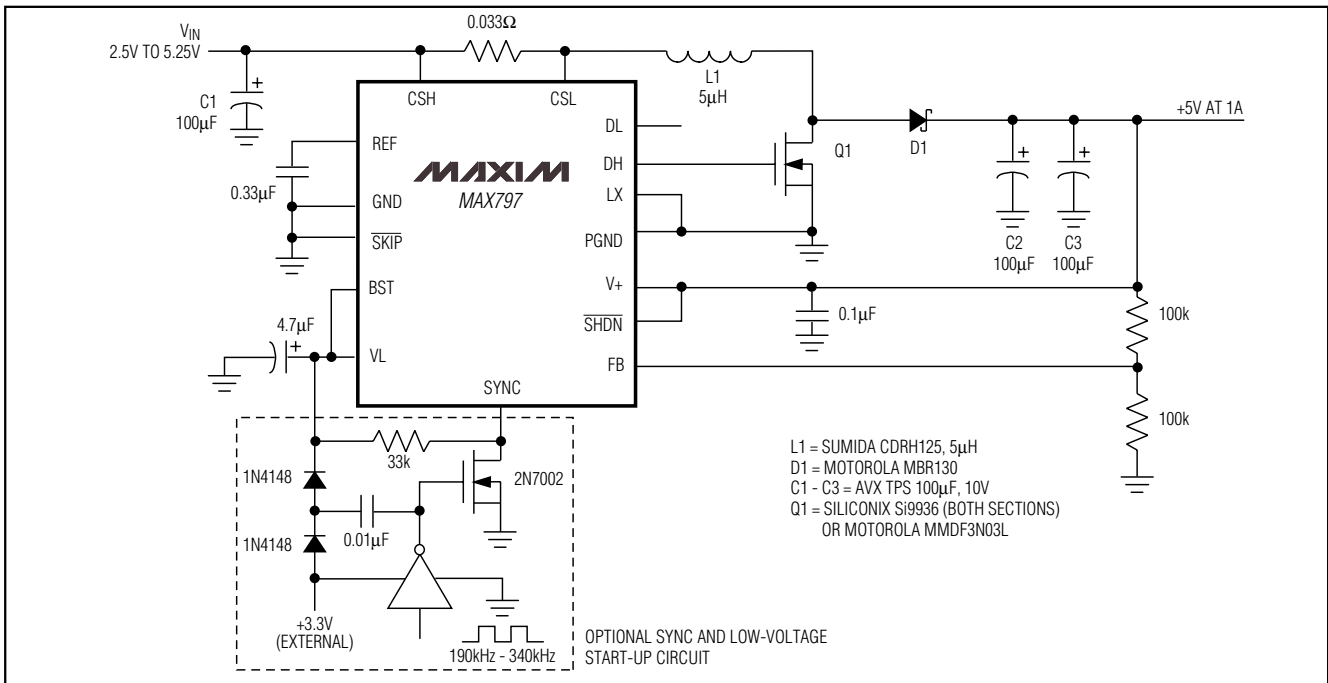 VIN
2.5V TO 5.25V
0.033Ω
L1
5µH
C1
100µF
+
CSH
CSL
REF
0.33µF
GND
SKIP
BST
VL
4.7µF
+
SYNC
MAXIM
MAX797
DL
DH
LX
PGND
V+
SHDN
FB
Q1
D1
+5V AT 1A
+
+
C2
100µF
C3
100µF
0.1µF
100k
100k
33k
2N7002
1N4148
1N4148
0.01µF
+3.3V
(EXTERNAL)
190kHz - 340kHz
OPTIONAL SYNC AND LOW-VOLTAGE
START-UP CIRCUIT
L1 = SUMIDA CDRH125, 5µH
D1 = MOTOROLA MBR130
C1 - C3 = AVX TPS 100µF, 10V
Q1 = SILICONIX Si9936 (BOTH SECTIONS)
OR MOTOROLA MMDF3N03L